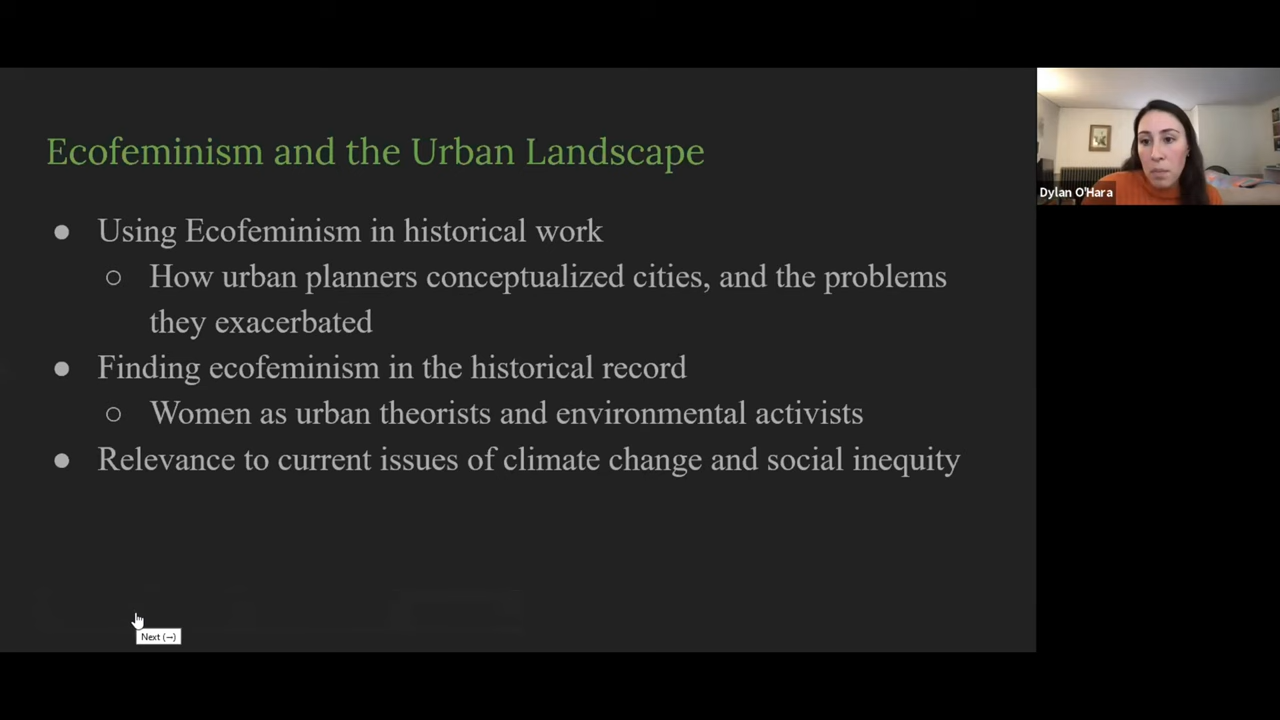 Ecofeminism and the Urban Landscape
● Using Ecofeminism in historical work
○ How urban planners conceptualized cities, and the problems
they exacerbated
● Finding ecofeminism in the historical record
○ Women as urban theorists and environmental activists
● Relevance to current issues of climate change and social inequity
Dylan O'Hara
Next (→)